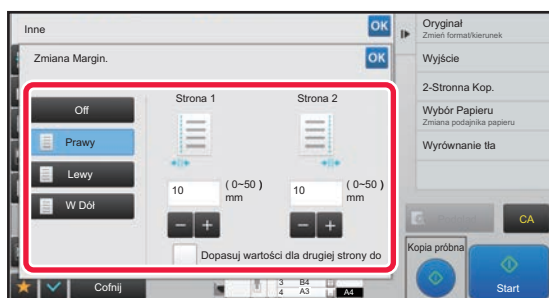 Inne
OK
Zmiana Margin.
OK
Off
Prawy
Lewy
W Dół
Strona 1
Strona 2
10
( 0~50 )
mm
10
( 0~50 )
mm
Dopasuj wartości dla drugiej strony do
Cofnij
3 B4
4 A3
A4
Oryginał
Zmień format/kierunek
Wyjście
2-Stronna Kop.
Wybór Papieru
Zmiana podajnika papieru
Wyrównanie tła
CA
Kopia próbna
Start